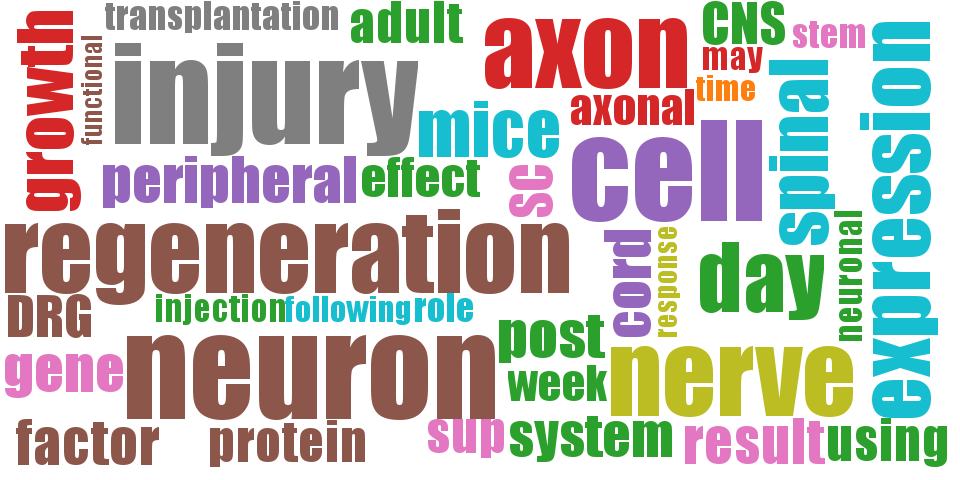 transplantation
adult
CNS
stem
growth
functional
injury
axon
may
time
axonal
mice
spinal
expression
peripheral
effect
sc
cell
regeneration
cord
response
day
neuronal
DRG
injection
following
role
gene
neuron
post
week
nerve
factor
protein
sup
system
result
using